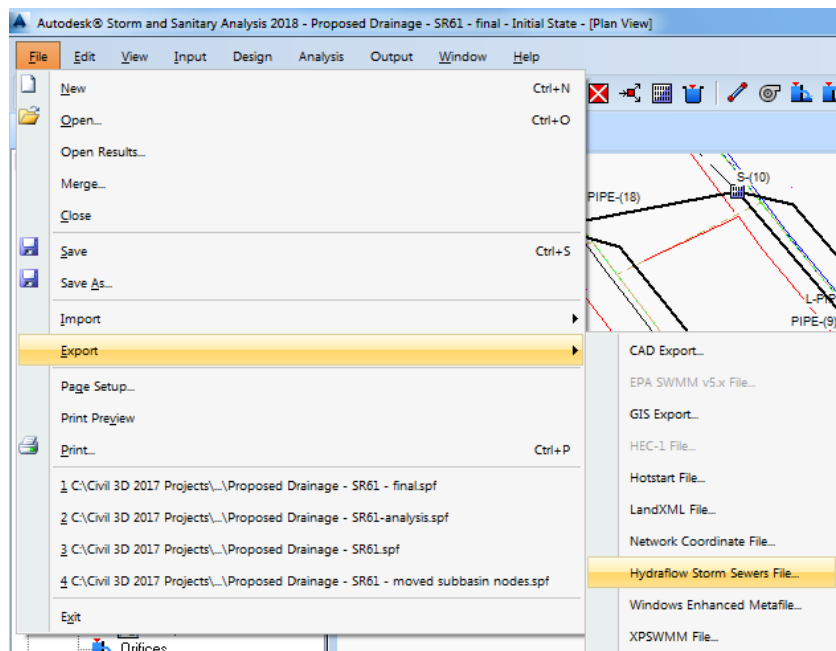 Autodesk® Storm and Sanitary Analysis 2018 - Proposed Drainage - SR61 - final - Initial State - [Plan View]
File Edit View Input Design Analysis Output Window Help
New Ctrl+N
Open... Ctrl+O
Open Results...
Merge...
Close
Save Ctrl+S
Save As...
Import
Export
Page Setup...
Print Preview
Print... Ctrl+P
1 C:\Civil 3D 2017 Projects\...\Proposed Drainage - SR61 - final.spf
2 C:\Civil 3D 2017 Projects\...\Proposed Drainage - SR61-analysis.spf
3 C:\Civil 3D 2017 Projects\...\Proposed Drainage - SR61.spf
4 C:\Civil 3D 2017 Projects\...\Proposed Drainage - SR61 - moved subbasin nodes.spf
Exit
Orifices
S-(10)
PIPE-(18)
L-PIP
PIPE-(9)
CAD Export...
EPA SWMM v5.x File...
GIS Export...
HEC-1 File...
Hotstart File...
LandXML File...
Network Coordinate File...
Hydraflow Storm Sewers File...
Windows Enhanced Metafile...
XPSWMM File...